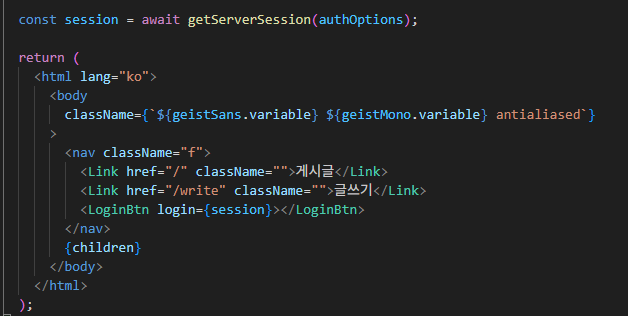 const session = await getServerSession(authOptions);
return (
<html lang="ko">
<body
className={`${geistSans.variable} ${geistMono.variable} antialiased`}
>
<nav className="f">
<Link href="/" className="">게시글</Link>
<Link href="/write" className="">글쓰기</Link>
<LoginBtn login={session}></LoginBtn>
</nav>
{children}
</body>
</html>
);